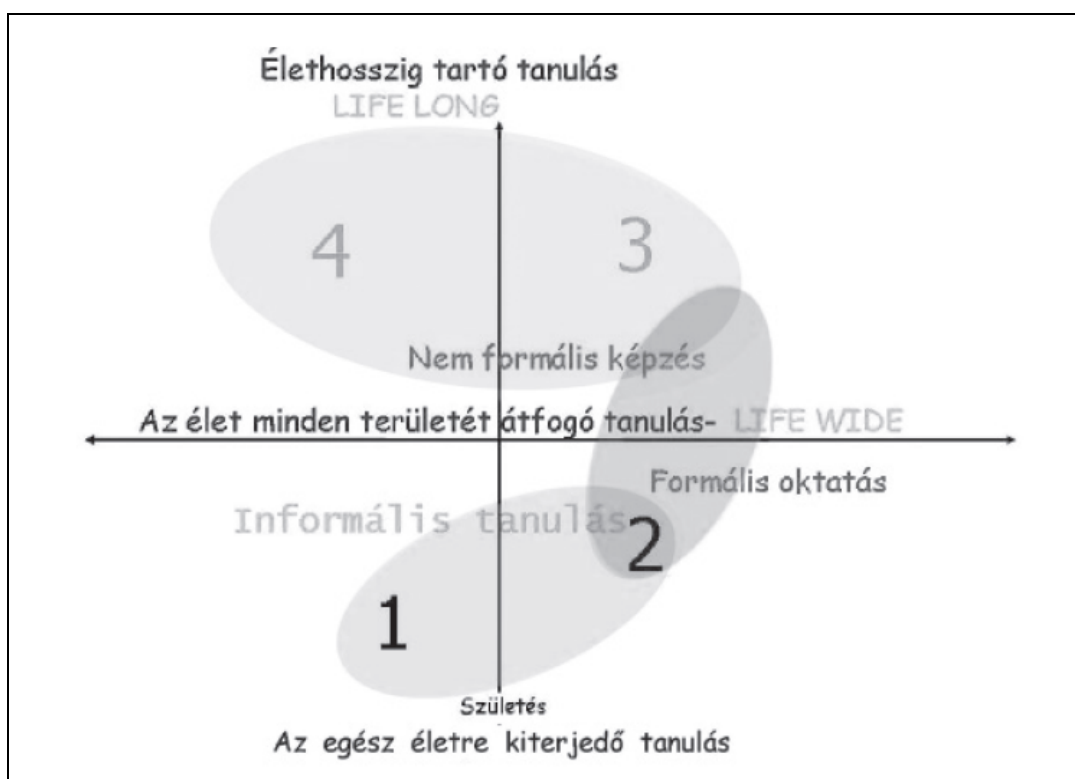 Élethosszig tartó tanulás
LIFE LONG
4
3
Nem formális képzés
Az élet minden területét átfogó tanulás- LIFE WIDE
Formális oktatás
Informális tanulás
2
1
Születés
Az egész életre kiterjedő tanulás